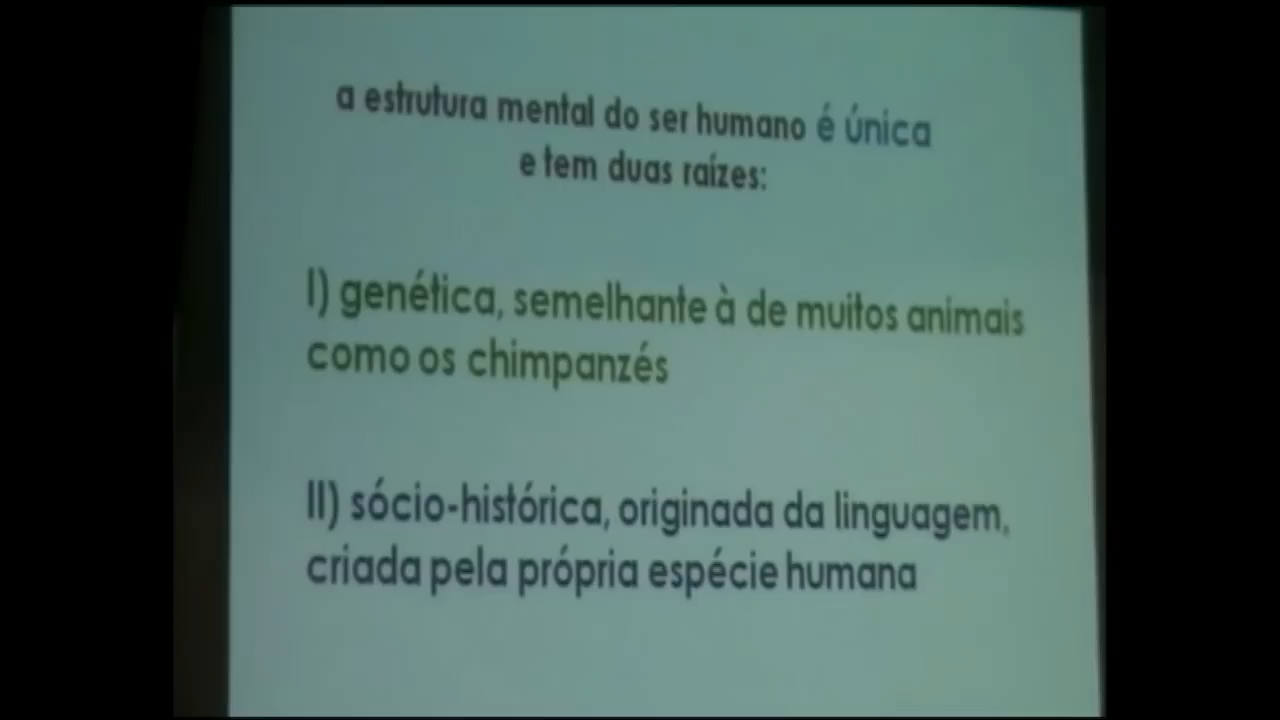 a estrutura mental do ser humano é única
e tem duas raízes:
I) genética, semelhante à de muitos animais
como os chimpanzés
II) sócio-histórica, originada da linguagem,
criada pela própria espécie humana